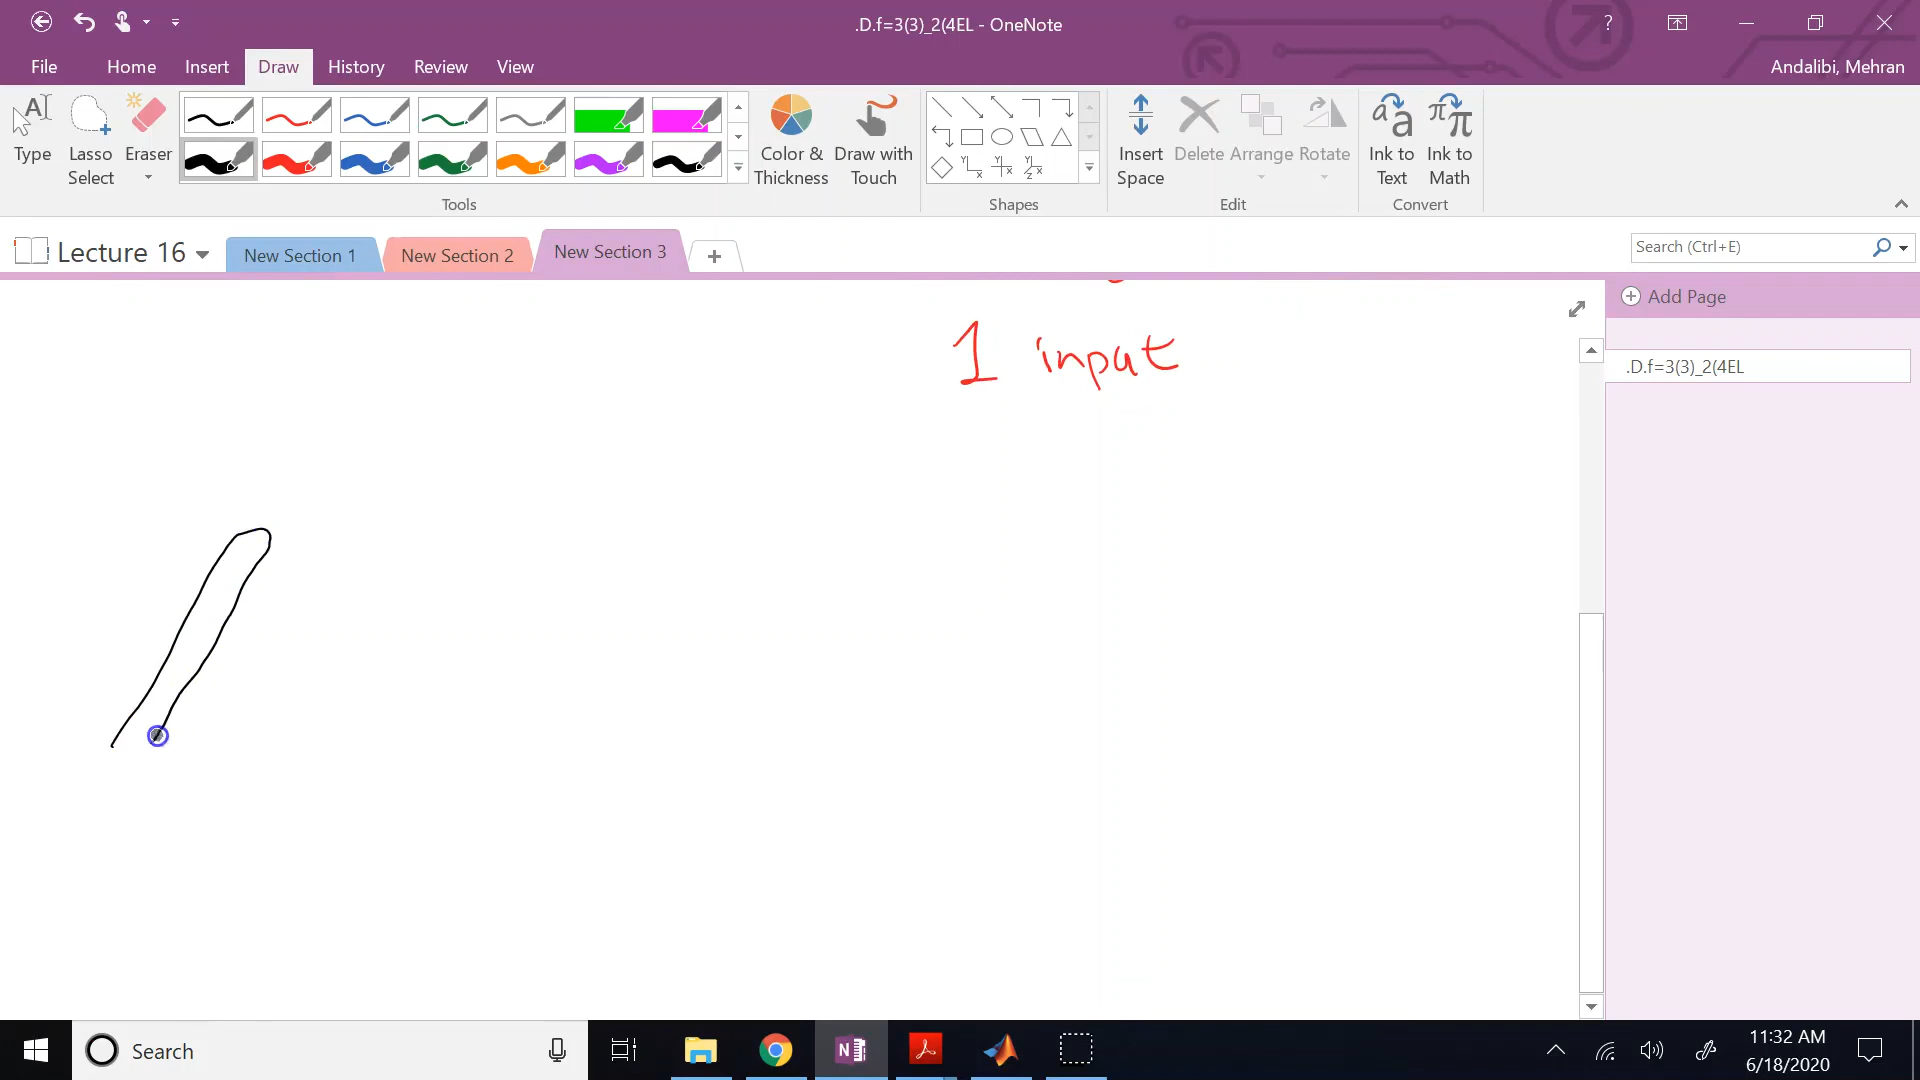 .D.f=3(3)_2(4EL - OneNote
?
File Home Insert Draw History Review View
Andalibi, Mehran
Type
Lasso Select
Eraser
Color & Thickness
Draw with Touch
Insert Space
Delete
Arrange
Rotate
Ink to Text
Ink to Math
Tools
Shapes
Edit
Convert
Lecture 16
New Section 1
New Section 2
New Section 3
Search (Ctrl+E)
Add Page
.D.f=3(3)_2(4EL
1 input
Search
11:32 AM
6/18/2020